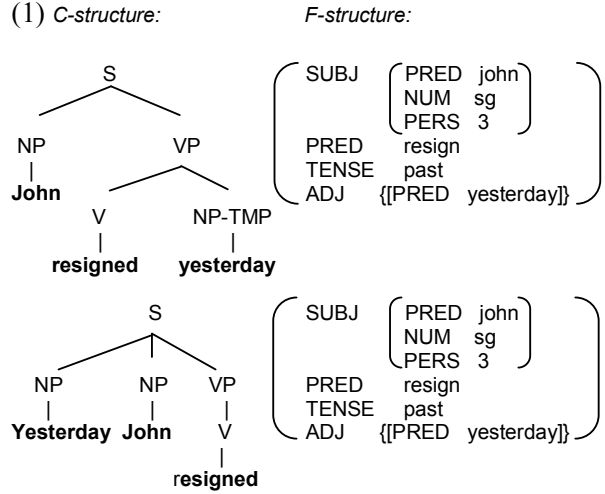 (1) C-structure: F-structure:
S SUBJ PRED john
NUM sg
NP VP PERS 3
| PRED resign
John TENSE past
V NP-TMP ADJ {[PRED yesterday]}
| |
resigned yesterday
S SUBJ PRED john
NUM sg
PERS 3
NP NP VP PRED resign
| | | TENSE past
Yesterday John V ADJ {[PRED yesterday]}
|
resigned